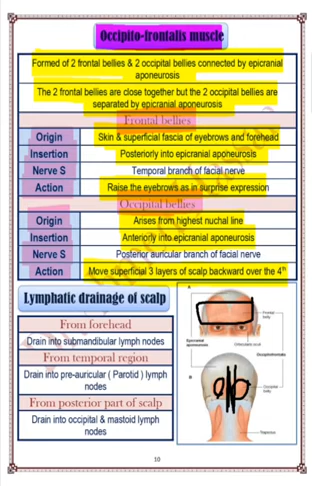 Occipito-frontalis muscle
Formed of 2 frontal bellies & 2 occipital bellies connected by epicranial
aponeurosis
The 2 frontal bellies are close together but the 2 occipital bellies are
separated by epicranial aponeurosis
Frontal bellies
Origin Skin & superficial fascia of eyebrows and forehead
Insertion Posteriorly into epicranial aponeurosis
Nerve S Temporal branch of facial nerve
Action Raise the eyebrows as in surprise expression
Occipital bellies
Origin Arises from highest nuchal line
Insertion Anteriorly into epicranial aponeurosis
Nerve S Posterior auricular branch of facial nerve
Action Move superficial 3 layers of scalp backward over the 4th
Lymphatic drainage of scalp
From forehead
Drain into submandibular lymph nodes
From temporal region
Drain into pre-auricular ( Parotid ) lymph
nodes
From posterior part of scalp
Drain into occipital & mastoid lymph
nodes
A
Frontal
belly
Epicranial
aponeurosis
Orbicularis oculi
Occipitofrontalis
B
Occipital
belly
Trapezius
10